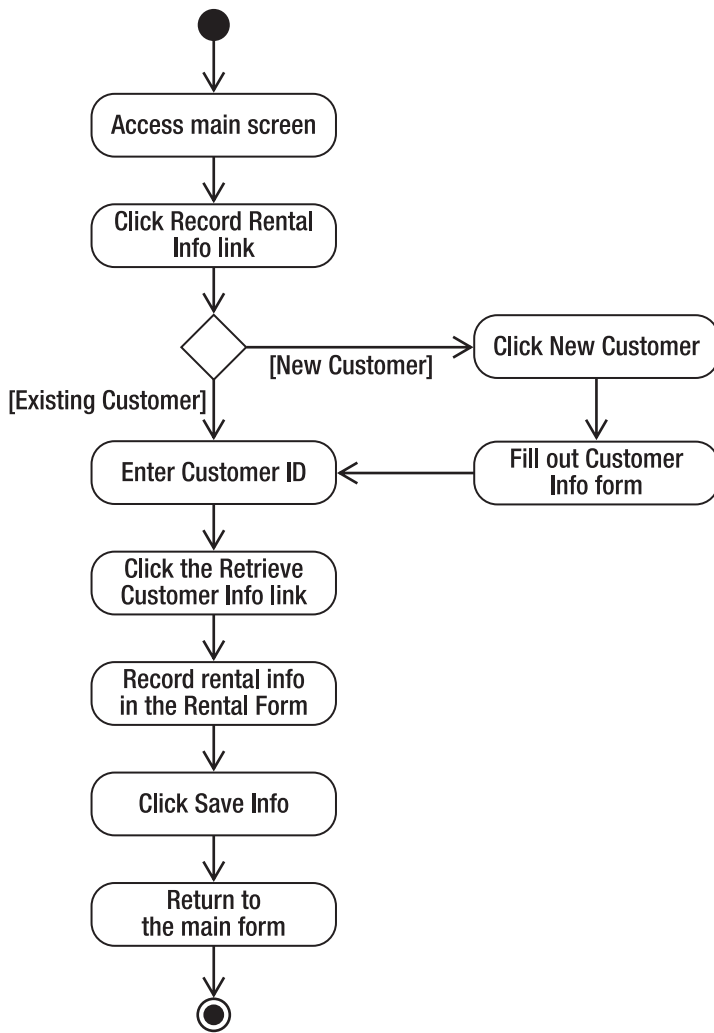 Access main screen
Click Record Rental
Info link
Click New Customer
[New Customer]
[Existing Customer]
Enter Customer ID
Fill out Customer
Info form
Click the Retrieve
Customer Info link
Record rental info
in the Rental Form
Click Save Info
Return to
the main form